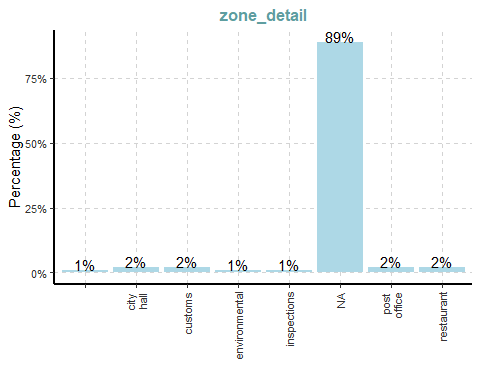 zone_detail
Percentage (%)
75%
50%
25%
0%
1%
2%
2%
1%
1%
89%
2%
2%
city
hall
customs
environmental
inspections
NA
post
office
restaurant